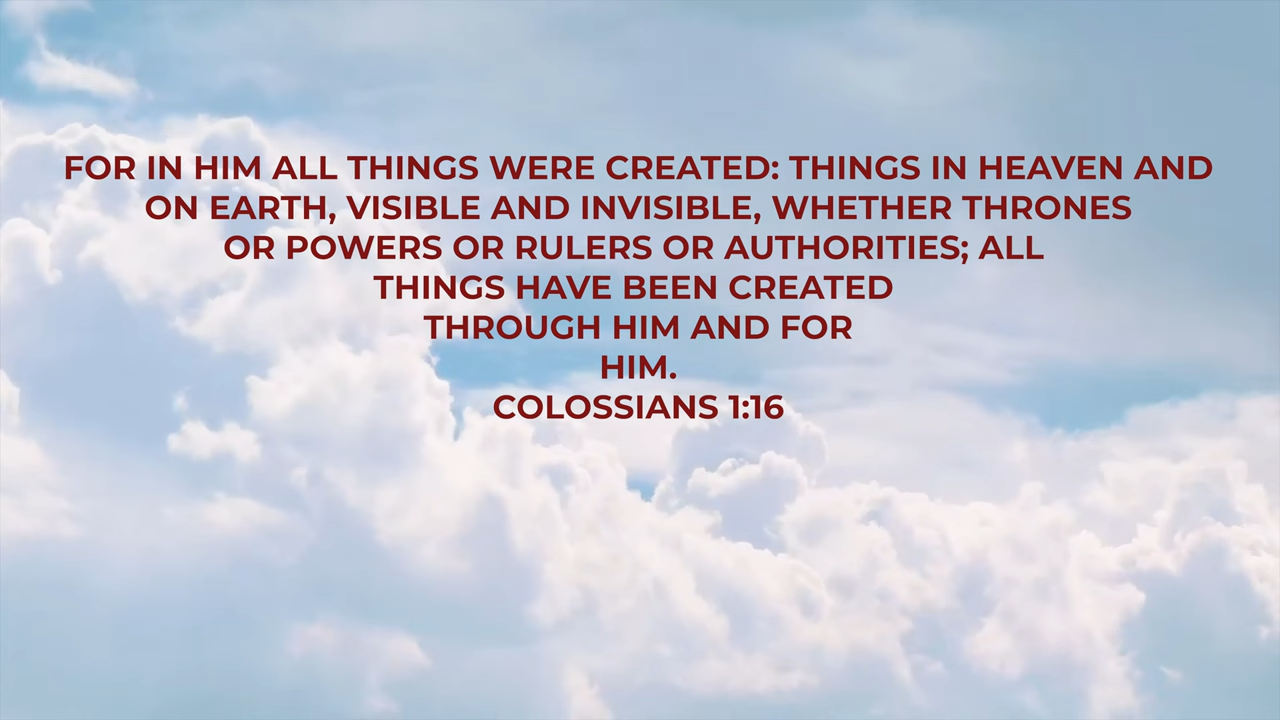 FOR IN HIM ALL THINGS WERE CREATED: THINGS IN HEAVEN AND
ON EARTH, VISIBLE AND INVISIBLE, WHETHER THRONES
OR POWERS OR RULERS OR AUTHORITIES; ALL
THINGS HAVE BEEN CREATED
THROUGH HIM AND FOR
HIM.
COLOSSIANS 1:16